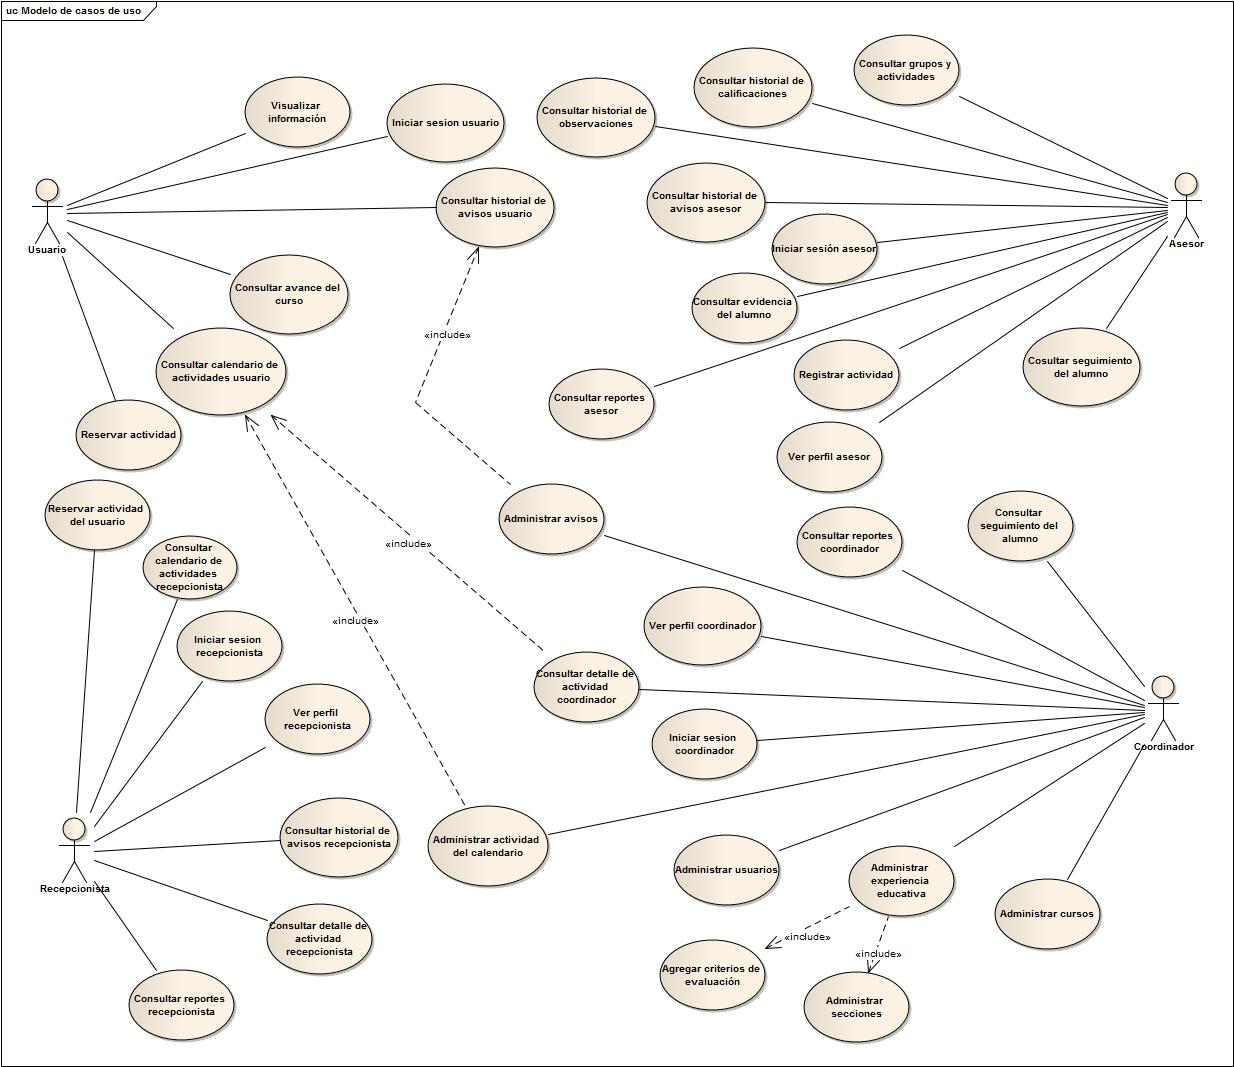 uc Modelo de casos de uso
Visualizar
información
Iniciar sesion usuario
Consultar historial de
observaciones
Consultar historial de
calificaciones
Consultar grupos y
actividades
Consultar historial de
avisos usuario
Consultar historial de
avisos asesor
Iniciar sesión asesor
Usuario
Asesor
Consultar avance del
curso
Consultar evidencia
del alumno
«include»
Consultar calendario de
actividades usuario
Registrar actividad
Cosultar seguimiento
del alumno
Consultar reportes
asesor
Reservar actividad
Ver perfil asesor
Reservar actividad
del usuario
Administrar avisos
Consultar reportes
coordinador
Consultar
seguimiento del
alumno
«include»
Consultar
calendario de
actividades
recepcionista
«include»
Ver perfil coordinador
Iniciar sesion
recepcionista
Consultar detalle de
actividad
coordinador
Ver perfil
recepcionista
Iniciar sesion
coordinador
Coordinador
Consultar historial de
avisos recepcionista
Administrar actividad
del calendario
Recepcionista
Administrar usuarios
Administrar
experiencia
educativa
Administrar cursos
Consultar detalle de
actividad
recepcionista
«include»
«include»
Agregar criterios de
evaluación
Administrar
secciones
Consultar reportes
recepcionista